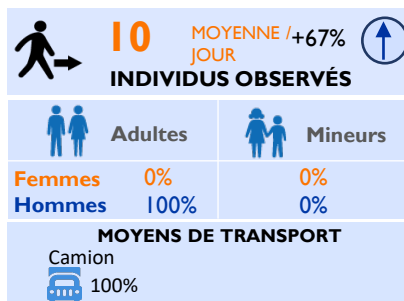 10 MOYENNE / +67%
JOUR
INDIVIDUS OBSERVÉS
Adultes Mineurs
Femmes 0% 0%
Hommes 100% 0%
MOYENS DE TRANSPORT
Camion
100%